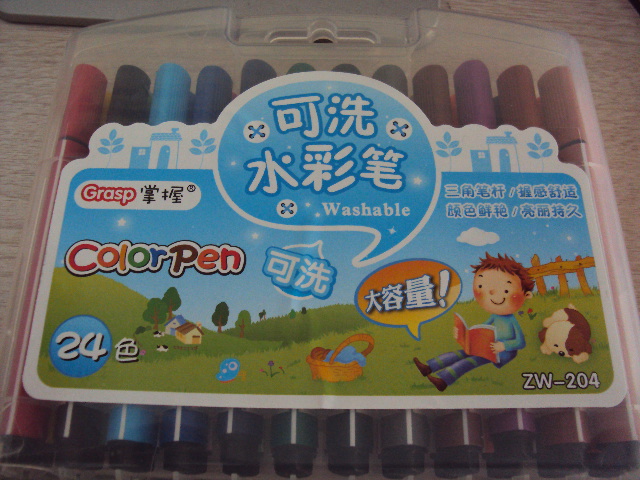 可洗
水彩笔
Washable
Grasp 掌握®
三角笔杆/握感舒适
颜色鲜艳/亮丽持久
ColorPen
可洗
大容量!
24色
ZW-204